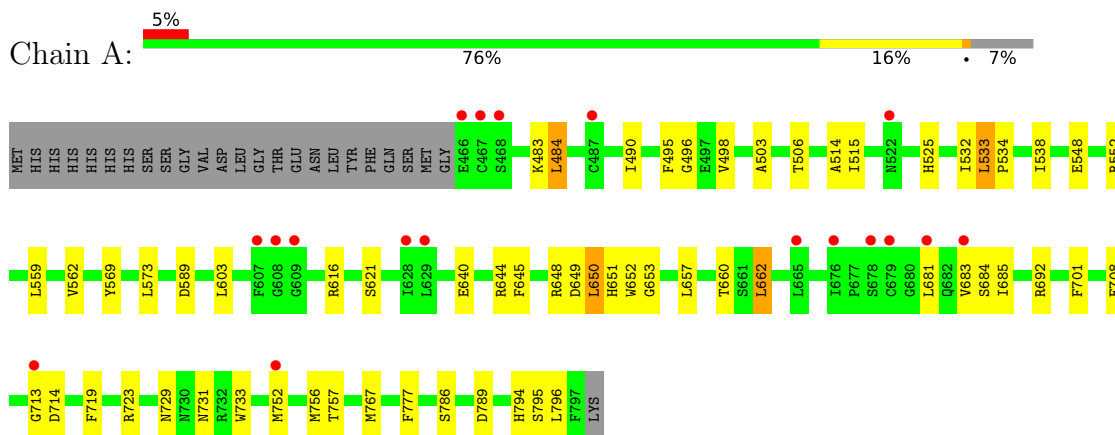 5%
Chain A:
76% 16% • 7%
MET HIS HIS HIS HIS HIS HIS SER SER GLY VAL ASP LEU GLY THR GLU ASN LEU TYR PHE GLN SER MET GLY E466 C467 S468 K483 L484 C487 I490 F495 G496 E497 V498 A503 T506 A514 I515 N522 H525 I532 L533 P534 I538 E548 R552
L559 V562 Y569 L573 D589 L603 F607 G608 G609 R616 S621 I628 L629 E640 R644 F645 R648 D649 L650 H651 W652 G653 L657 T660 S661 L662 L665 I676 P677 S678 C679 G680 L681 Q682 V683 S684 I685 R692 F701
G713 D714 F719 R723 N729 N730 N731 R732 W733 M752 M756 T757 M767 F777 S786 D789 H794 S795 L796 F797 LYS